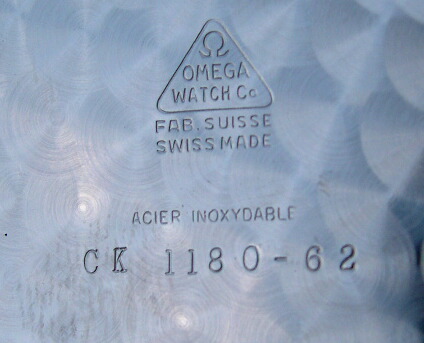 Ω
OMEGA
WATCH Co
FAB. SUISSE
SWISS MADE
ACIER INOXYDABLE
CK 1180-62